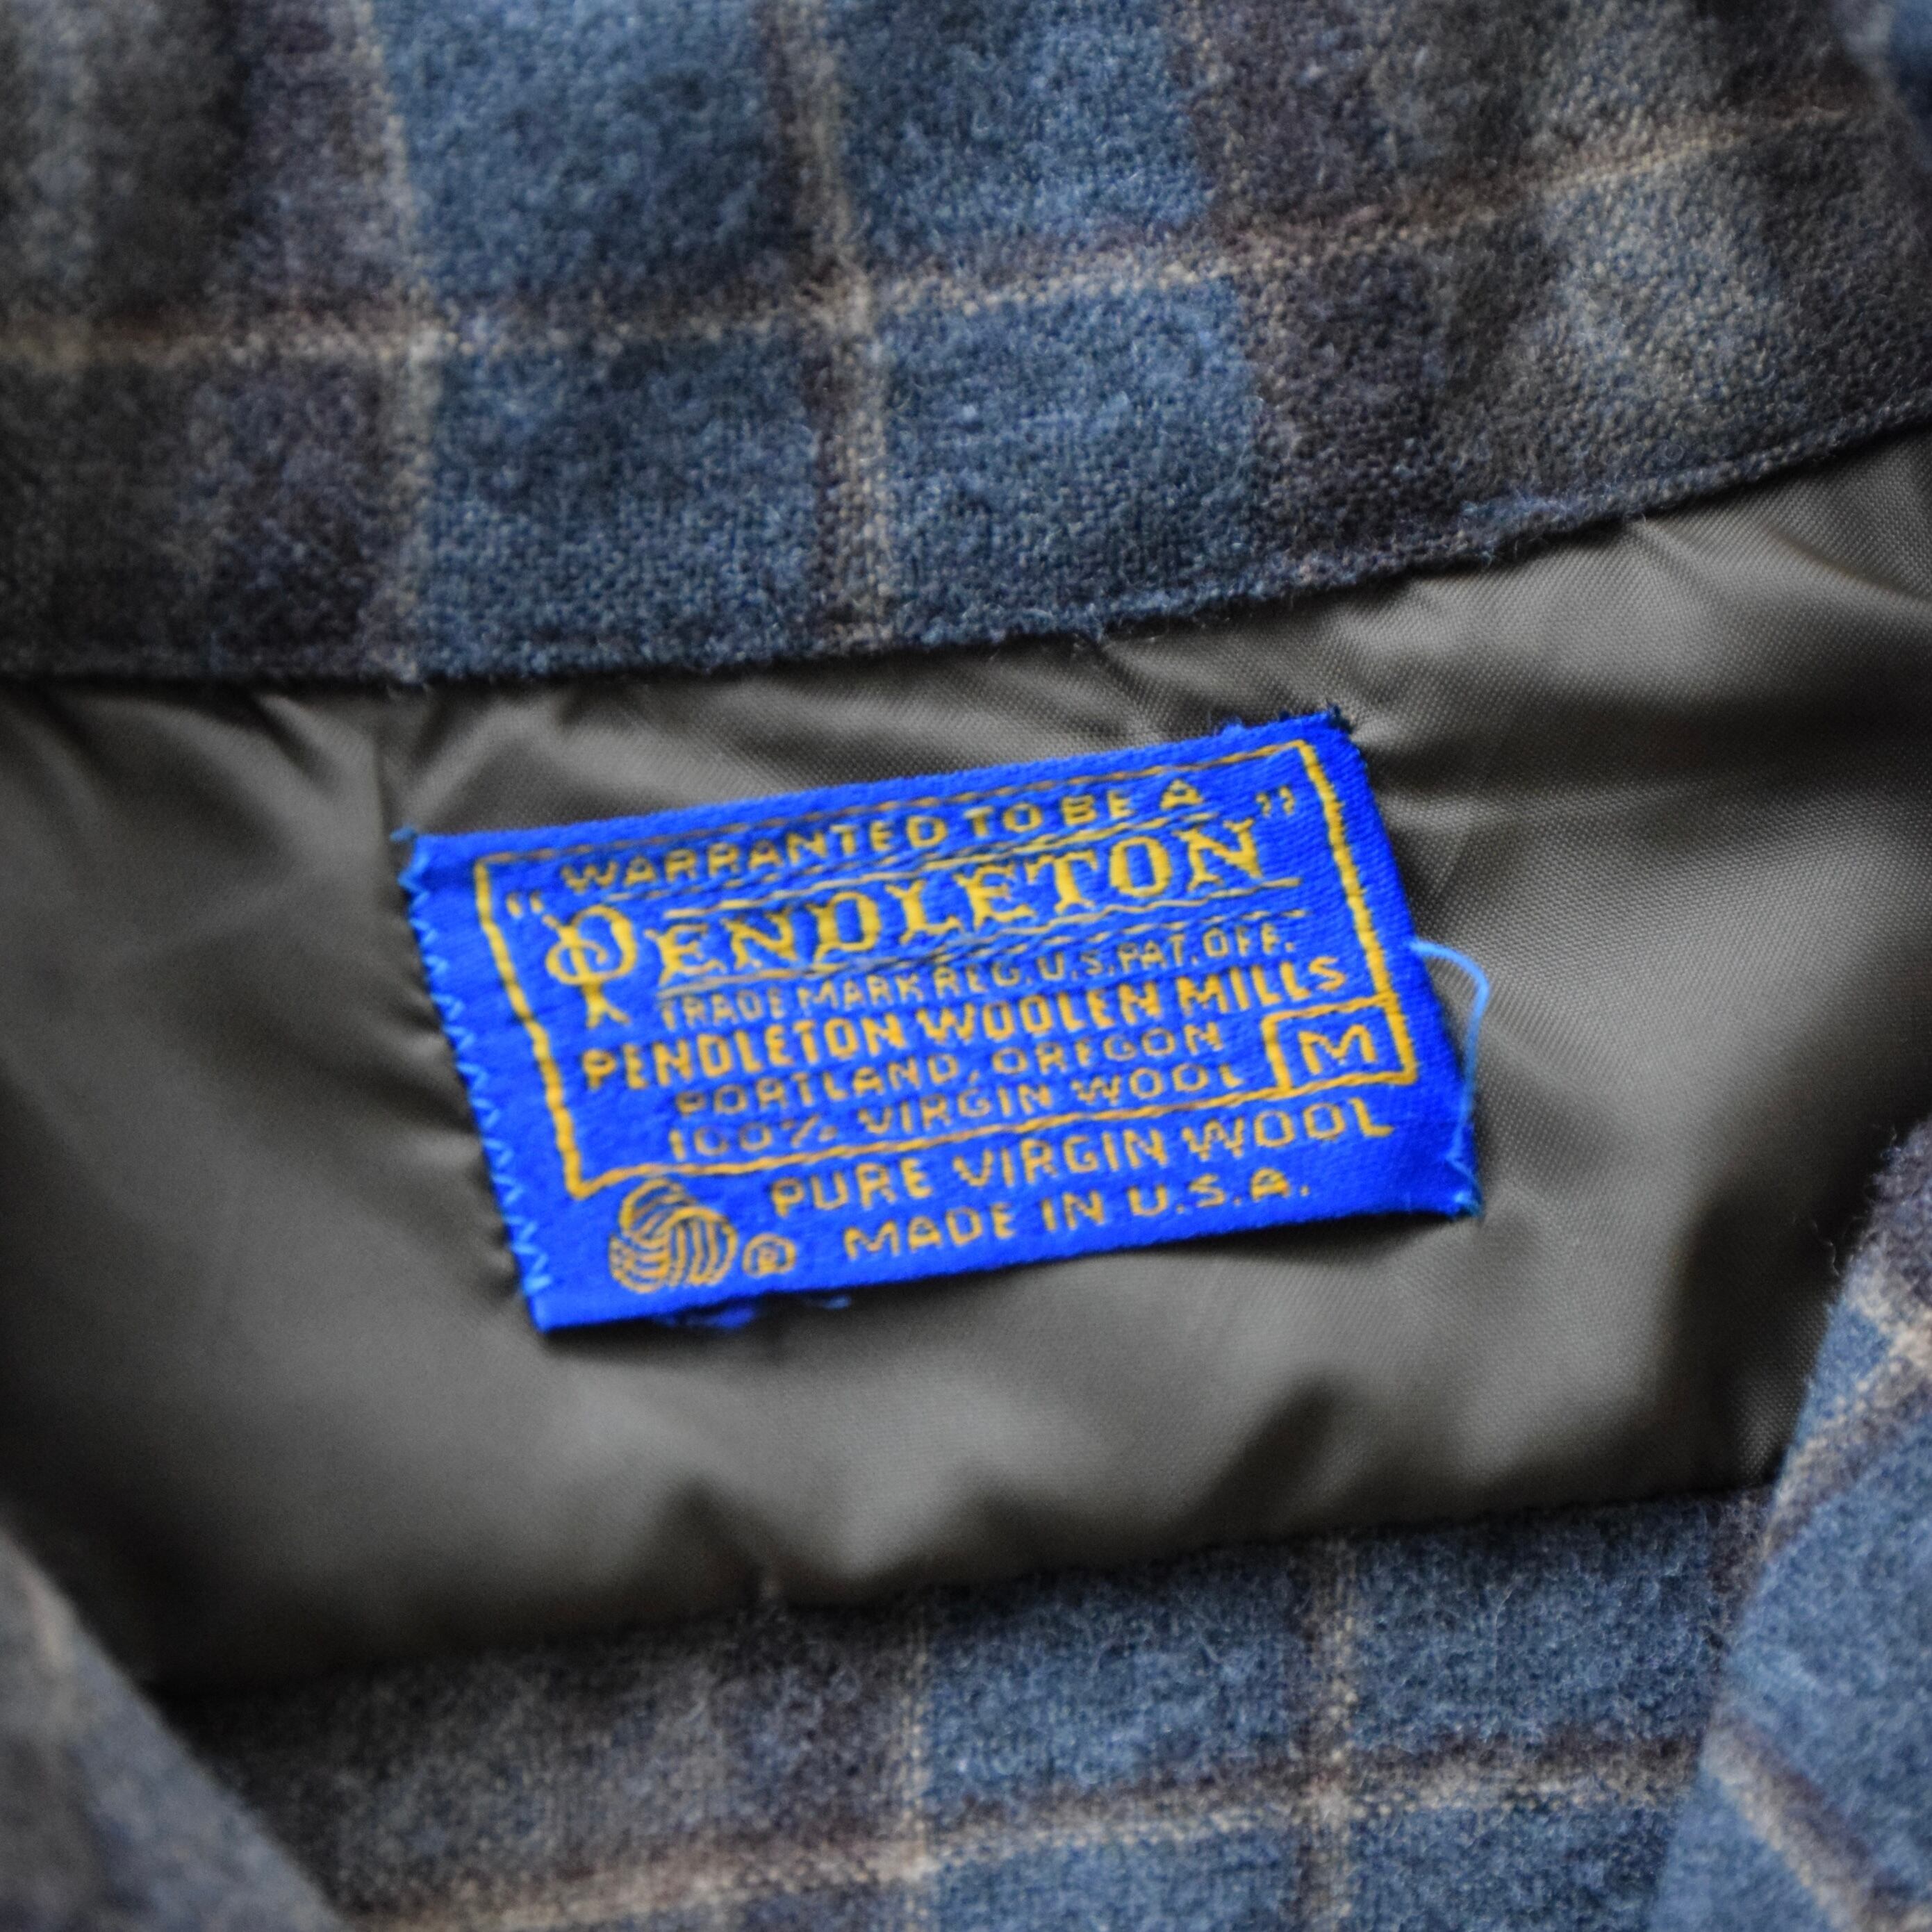 "WARRANTED TO BE A
PENDLETON"
TRADE MARK REG. U.S. PAT. OFF.
PENDLETON WOOLEN MILLS
PORTLAND, OREGON
100% VIRGIN WOOL M
PURE VIRGIN WOOL
® MADE IN U.S.A.